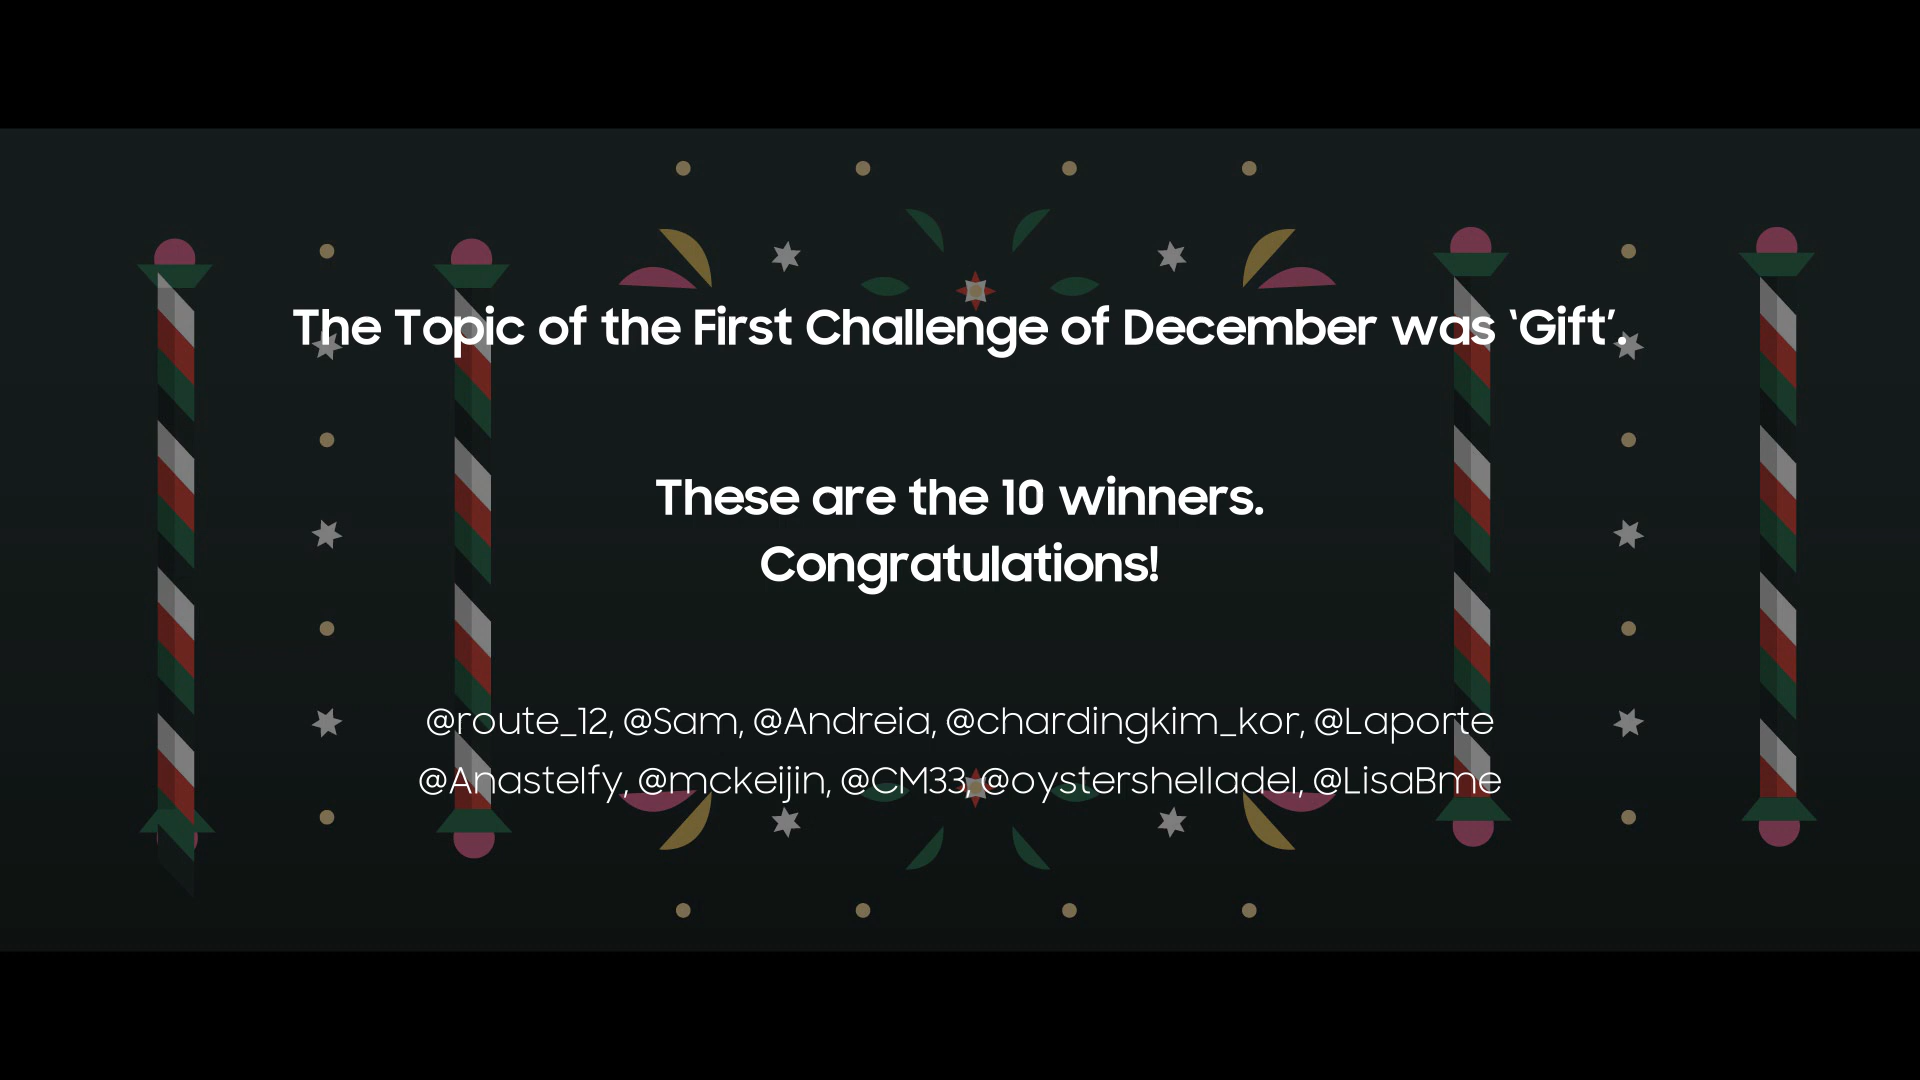 The Topic of the First Challenge of December was ‘Gift’.
These are the 10 winners.
Congratulations!
@route_12, @Sam, @Andreia, @chardingkim_kor, @Laporte
@Anastelfy, @mckeijin, @CM33, @oystershelladel, @LisaBme